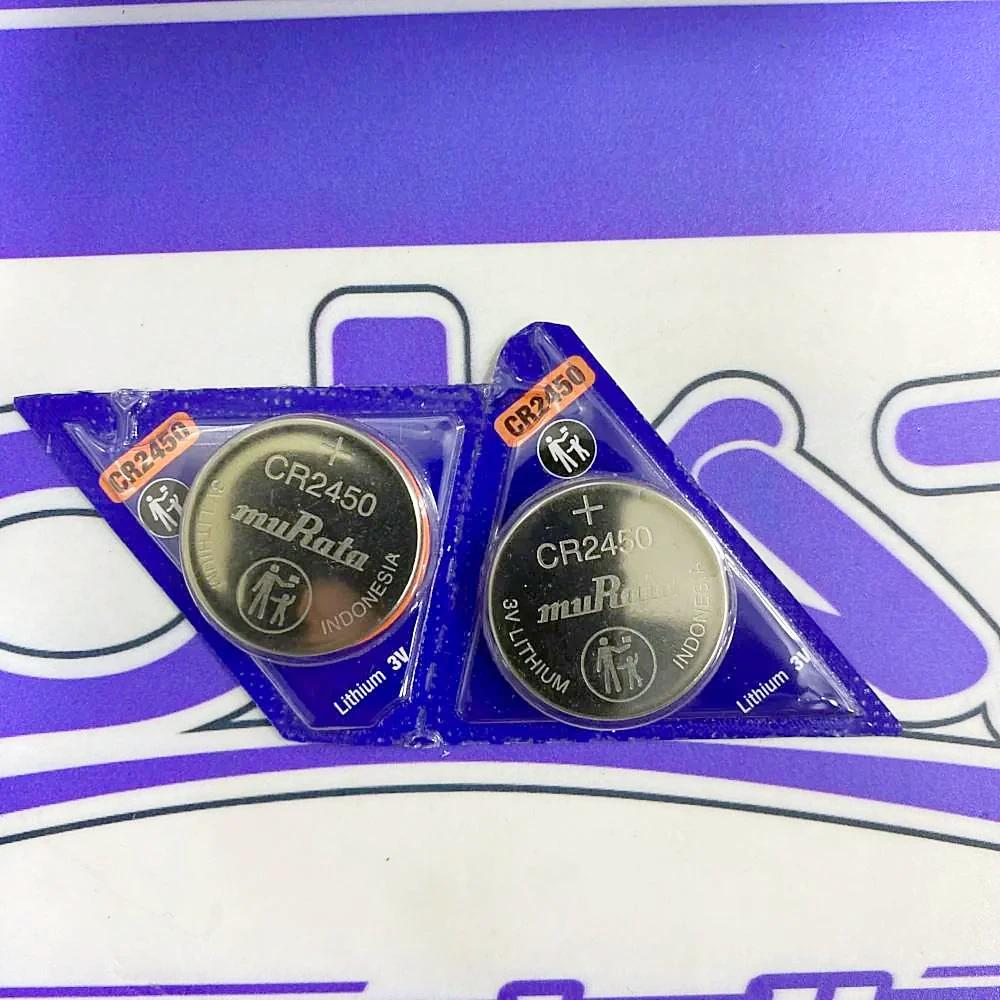 CR2450
+
CR2450
muRata
INDONESIA
3V LITHIUM
Lithium 3V
CR2450
+
CR2450
muRata
INDONESIA
3V LITHIUM
Lithium 3V